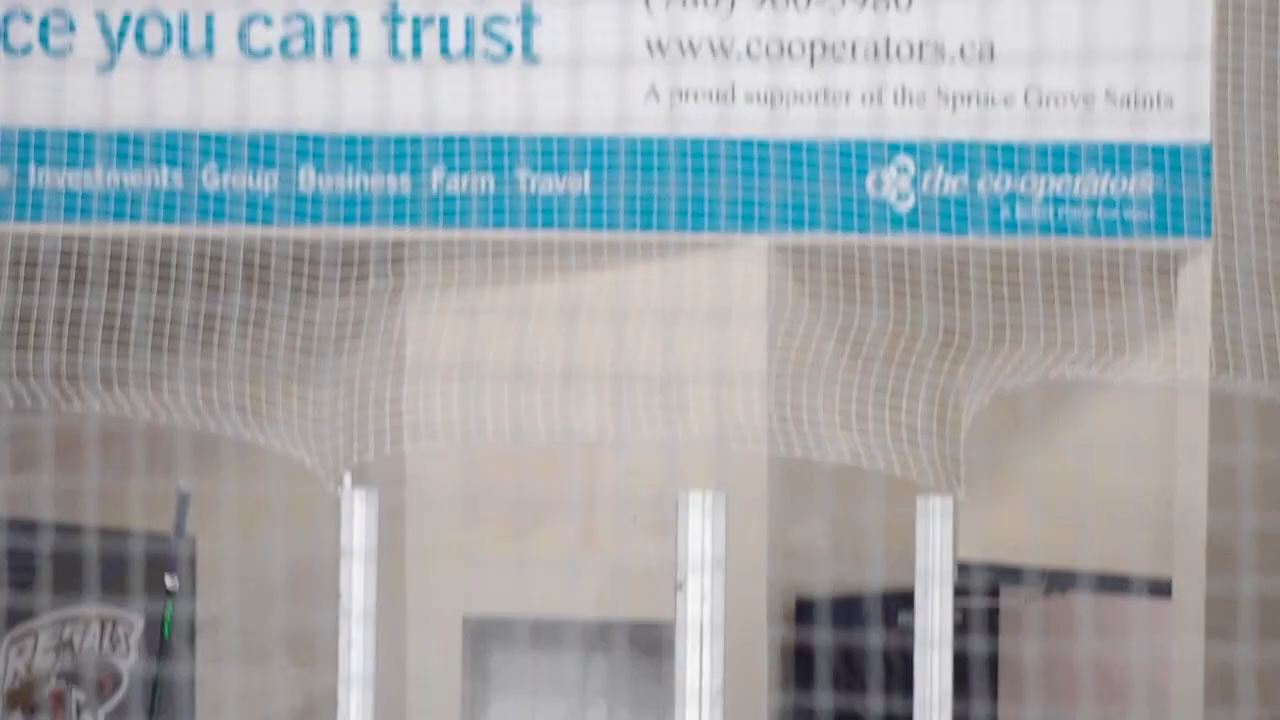 ce you can trust
www.cooperators.ca
A proud supporter of the Spruce Grove Saints
Investments Group Business Farm Travel
the co-operators